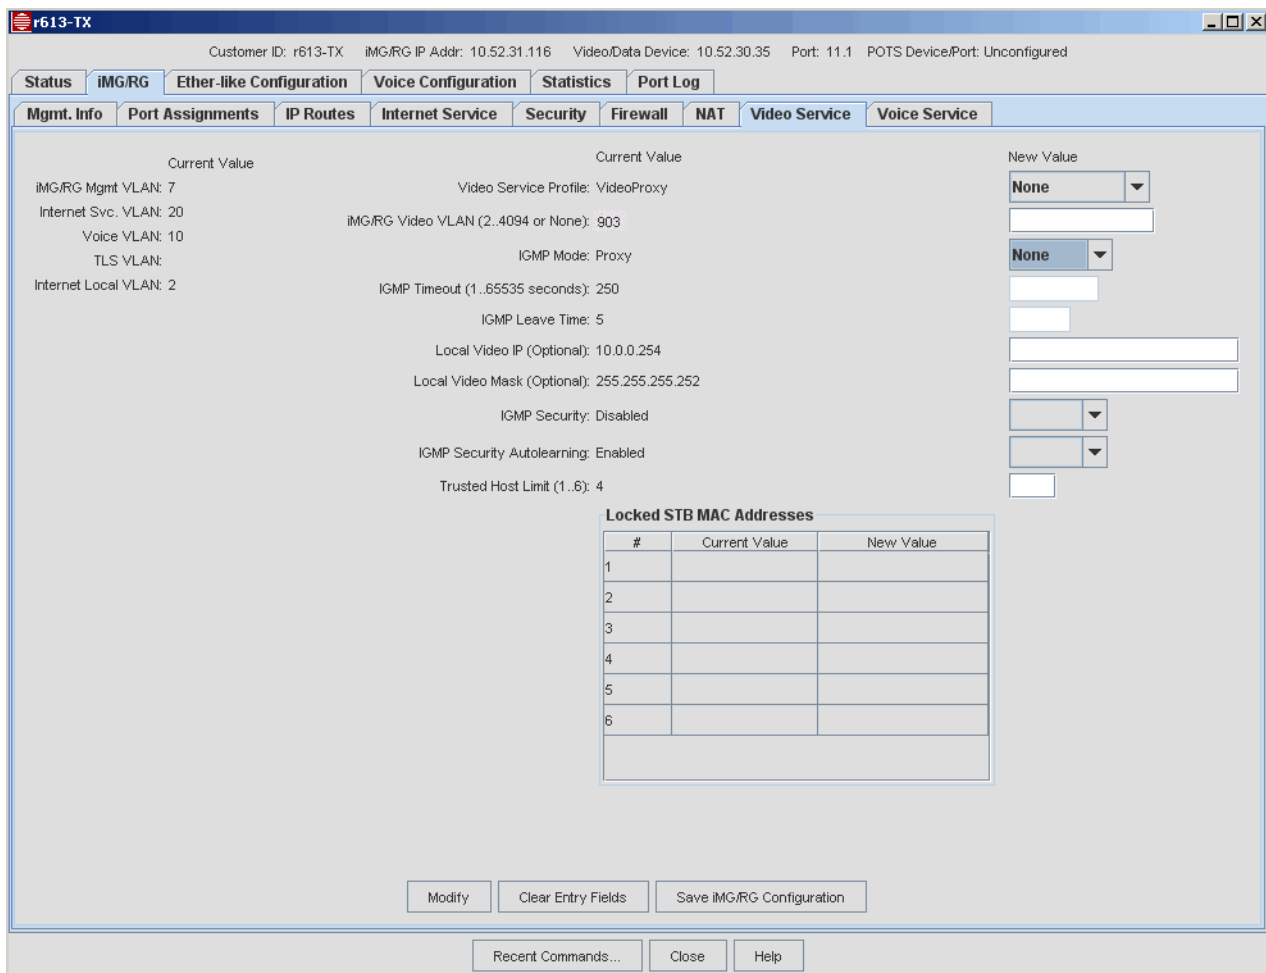 r613-TX
Customer ID: r613-TX iMG/RG IP Addr: 10.52.31.116 Video/Data Device: 10.52.30.35 Port: 11.1 POTS Device/Port: Unconfigured
Status iMG/RG Ether-like Configuration Voice Configuration Statistics Port Log
Mgmt. Info Port Assignments IP Routes Internet Service Security Firewall NAT Video Service Voice Service
Current Value Current Value New Value
iMG/RG Mgmt VLAN: 7 Video Service Profile: VideoProxy None
Internet Svc. VLAN: 20 iMG/RG Video VLAN (2..4094 or None): 903
Voice VLAN: 10
TLS VLAN: IGMP Mode: Proxy None
Internet Local VLAN: 2 IGMP Timeout (1..65535 seconds): 250
IGMP Leave Time: 5
Local Video IP (Optional): 10.0.0.254
Local Video Mask (Optional): 255.255.255.252
IGMP Security: Disabled
IGMP Security Autolearning: Enabled
Trusted Host Limit (1..6): 4
Locked STB MAC Addresses
# Current Value New Value
1
2
3
4
5
6
Modify Clear Entry Fields Save iMG/RG Configuration
Recent Commands... Close Help